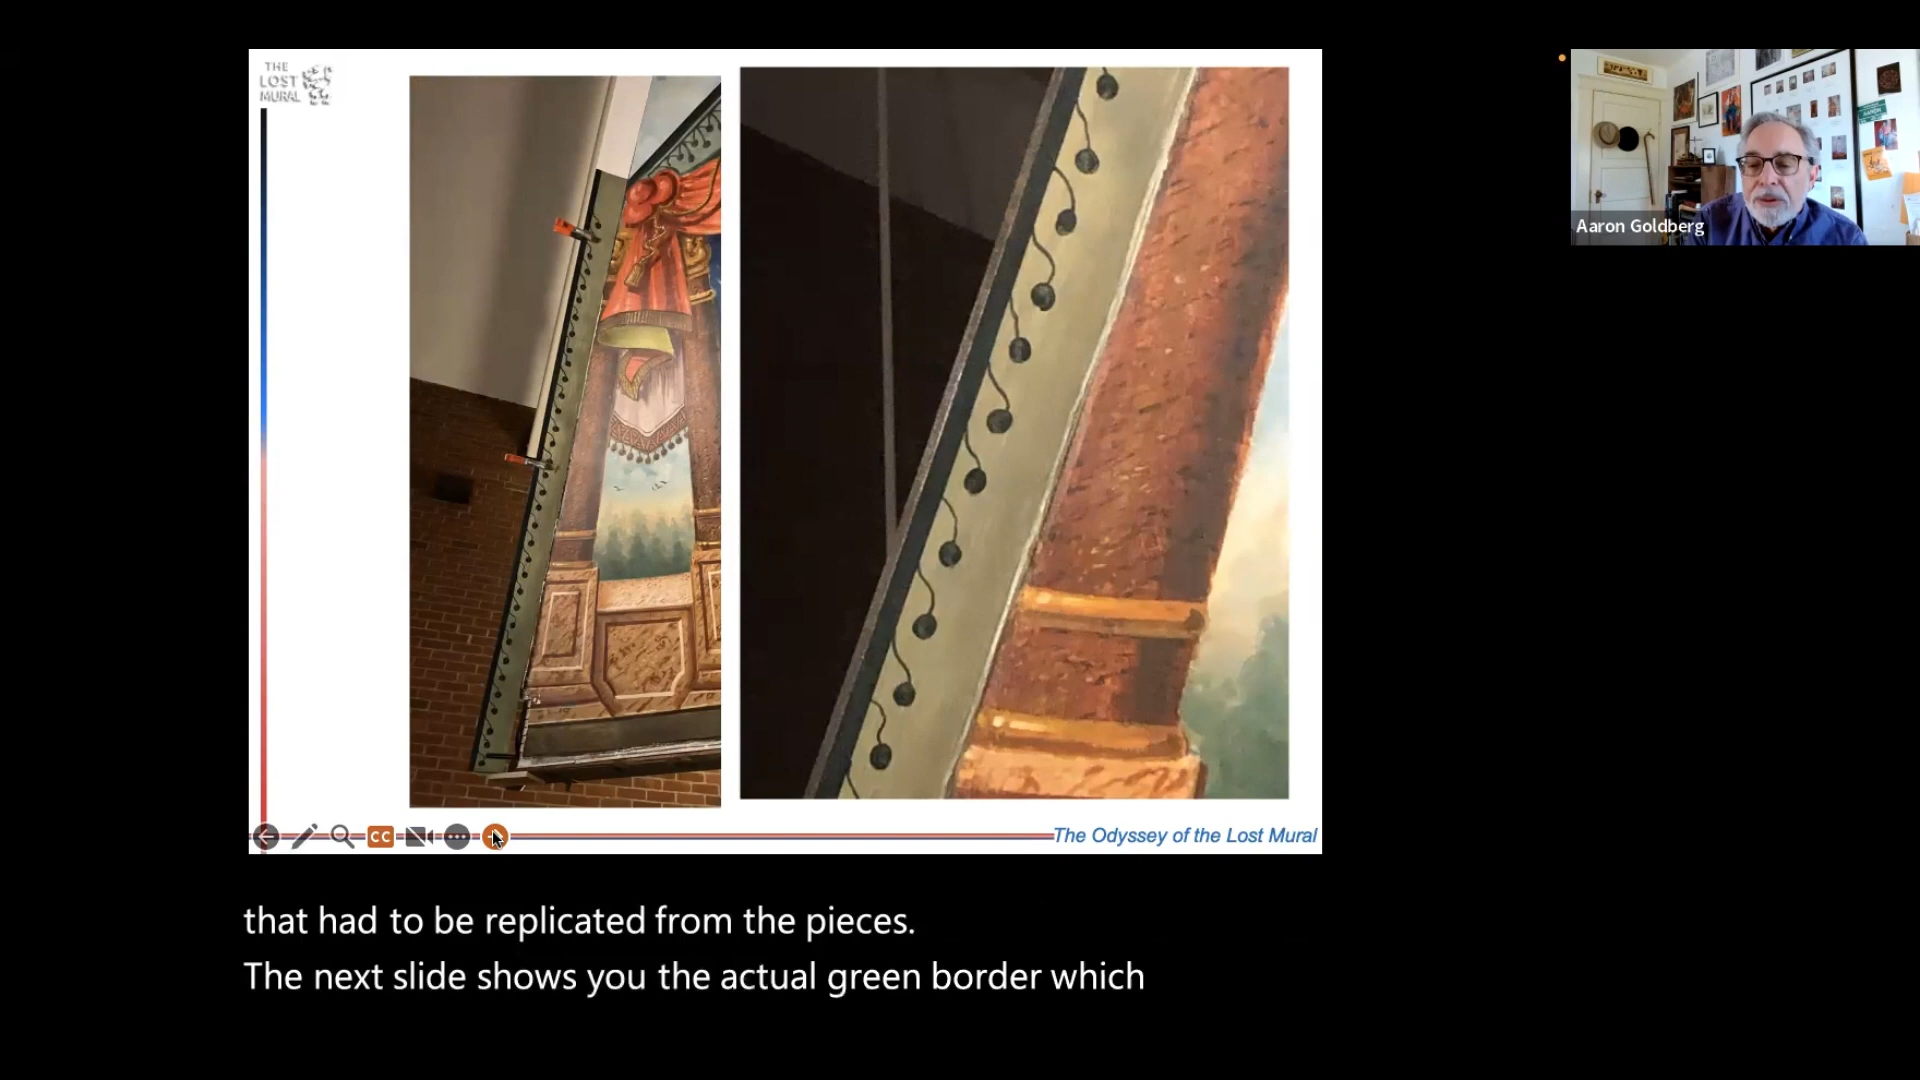 THE
LOST
MURAL
Aaron Goldberg
CC
The Odyssey of the Lost Mural
that had to be replicated from the pieces.
The next slide shows you the actual green border which